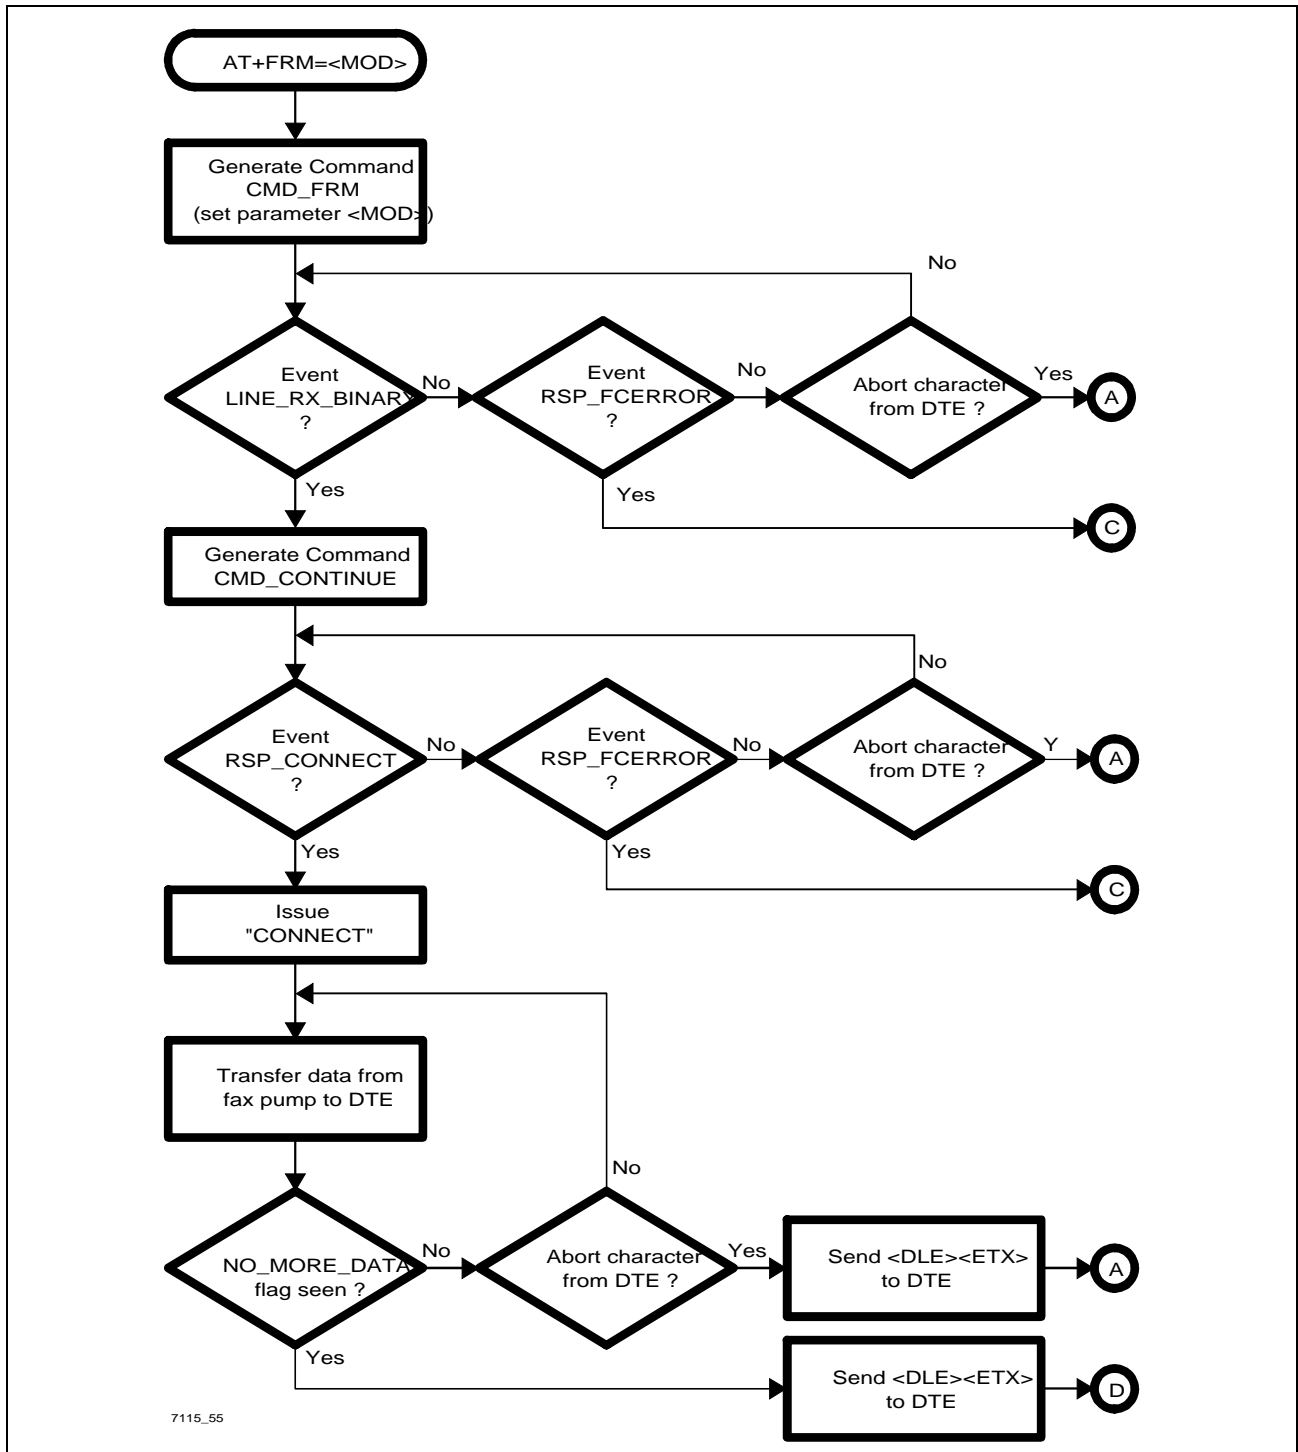 AT+FRM=<MOD>
Generate Command
CMD_FRM
(set parameter <MOD>)
No
Event
LINE_RX_BINARY
?
No
Event
RSP_FCERROR
?
No
Abort character
from DTE ?
Yes
A
Yes
Yes
C
Generate Command
CMD_CONTINUE
No
Event
RSP_CONNECT
?
No
Event
RSP_FCERROR
?
No
Abort character
from DTE ?
Y
A
Yes
Yes
C
Issue
"CONNECT"
Transfer data from
fax pump to DTE
No
NO_MORE_DATA
flag seen ?
No
Abort character
from DTE ?
Yes
Send <DLE><ETX>
to DTE
A
Yes
Send <DLE><ETX>
to DTE
D
7115_55